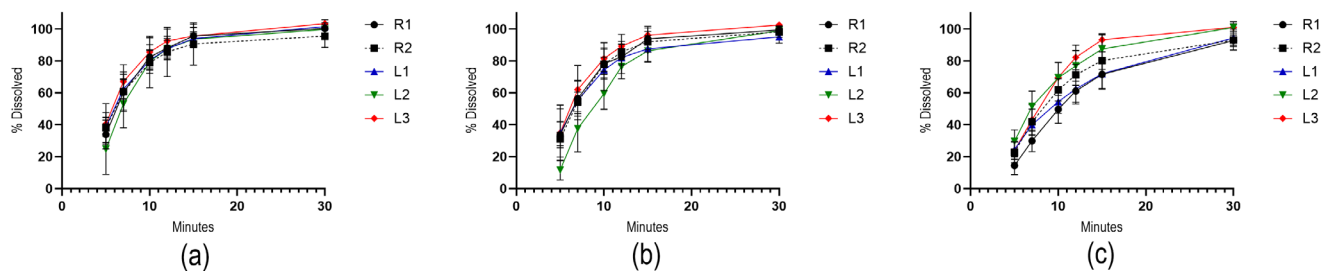 % Dissolved
100
80
60
40
20
0
0 10 20 30
Minutes
R1
R2
L1
L2
L3
(a)
% Dissolved
100
80
60
40
20
0
0 10 20 30
Minutes
R1
R2
L1
L2
L3
(b)
% Dissolved
100
80
60
40
20
0
0 10 20 30
Minutes
R1
R2
L1
L2
L3
(c)